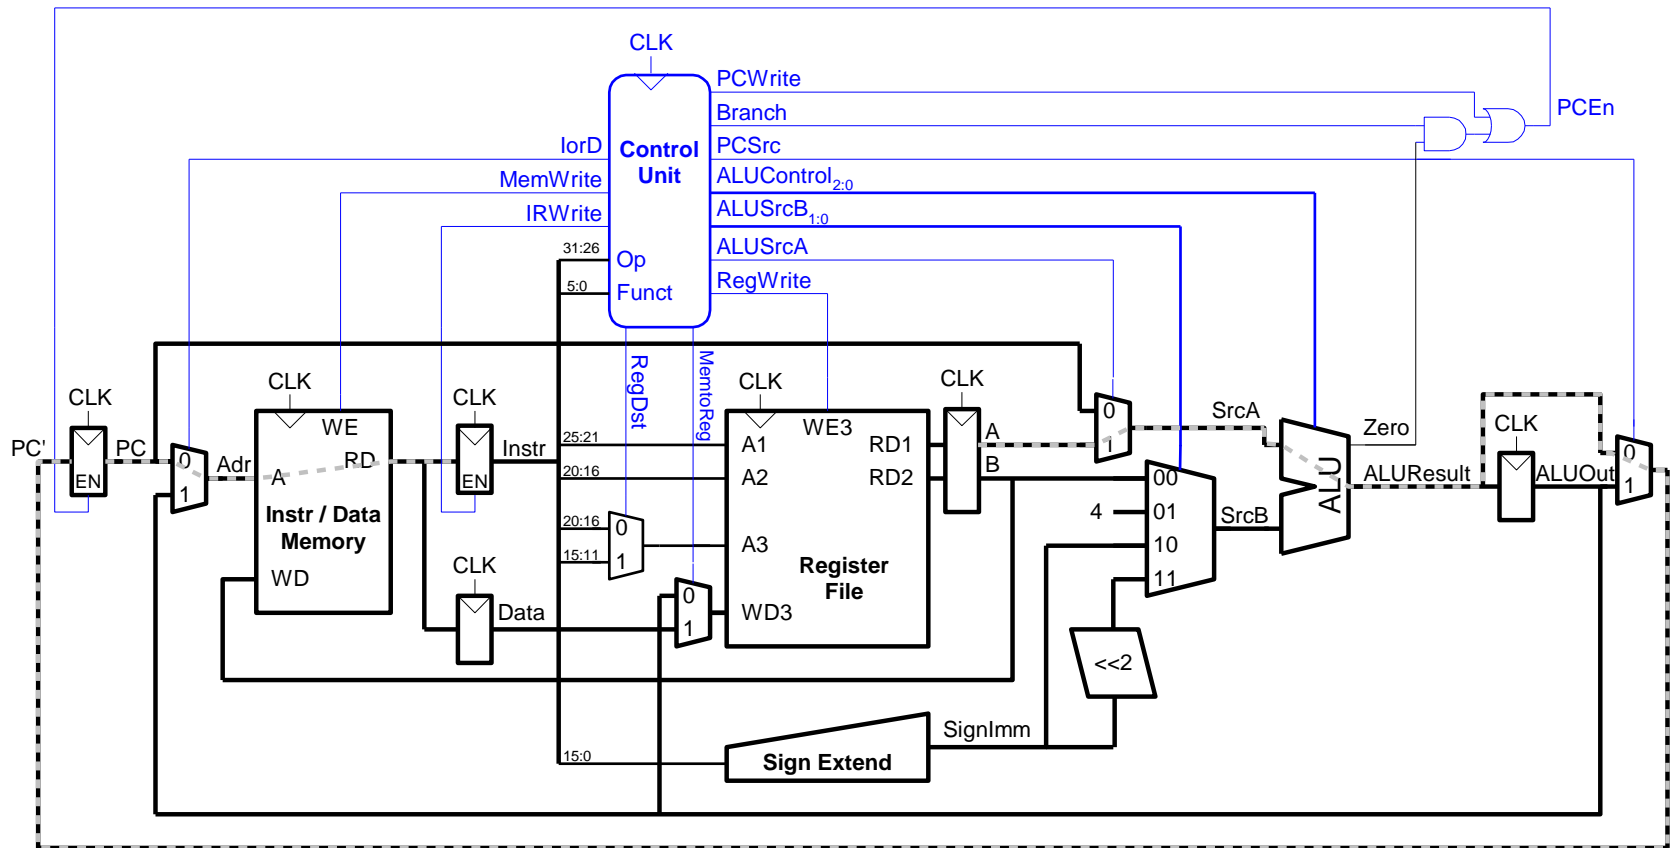 CLK
PCWrite
Branch
PCEn
IorD
Control
Unit
PCSrc
MemWrite
ALUControl2:0
IRWrite
ALUSrcB1:0
31:26
Op
ALUSrcA
5:0
Funct
RegWrite
RegDst
MemtoReg
CLK
CLK
CLK
CLK
CLK
PC'
EN
PC
0
1
Adr
WE
A
RD
Instr / Data
Memory
WD
EN
Instr
25:21
20:16
20:16
15:11
0
1
CLK
Data
0
1
A1
A2
A3
WD3
WE3
RD1
RD2
Register
File
A
B
0
1
SrcA
4
00
01
10
11
SrcB
ALU
Zero
ALUResult
CLK
ALUOut
0
1
<<2
SignImm
15:0
Sign Extend